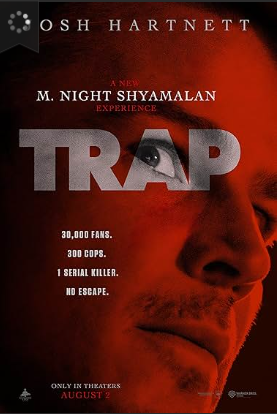 OSH HARTNETT
A NEW
M. NIGHT SHYAMALAN
EXPERIENCE
TRAP
30,000 FANS.
300 COPS.
1 SERIAL KILLER.
NO ESCAPE.
ONLY IN THEATERS
AUGUST 2